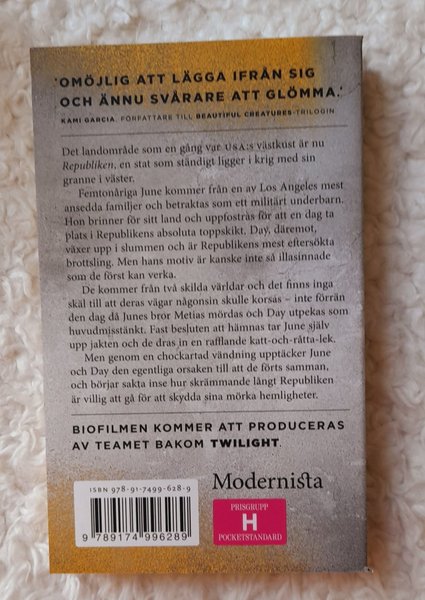 'OMÖJLIG ATT LÄGGA IFRÅN SIG
OCH ÄNNU SVÅRARE ATT GLÖMMA.'
KAMI GARCIA, FÖRFATTARE TILL BEAUTIFUL CREATURES-TRILOGIN
Det landområde som en gång var USA:s västkust är nu
Republiken, en stat som ständigt ligger i krig med sin
granne i väster.
Femtonåriga June kommer från en av Los Angeles mest
ansedda familjer och betraktas som ett militärt underbarn.
Hon brinner för sitt land och uppfostras för att en dag ta
plats i Republikens absoluta toppskikt. Day, däremot,
växer upp i slummen och är Republikens mest eftersökta
brottsling. Men hans motiv är kanske inte så illasinnade
som de först kan verka.
De kommer från två skilda världar och det finns inga
skäl till att deras vägar någonsin skulle korsas – inte förrän
den dag då Junes bror Metias mördas och Day utpekas som
huvudmisstänkt. Fast besluten att hämnas tar June själv
upp jakten och de dras in en rafflande katt-och-råtta-lek.
Men genom en chockartad vändning upptäcker June
och Day den egentliga orsaken till att de förts samman,
och börjar sakta inse hur skrämmande långt Republiken
är villig att gå för att skydda sina mörka hemligheter.
BIOFILMEN KOMMER ATT PRODUCERAS
AV TEAMET BAKOM TWILIGHT.
ISBN 978-91-7499-628-9
9 789174 996289
Modernista
PRISGRUPP
H
POCKETSTANDARD